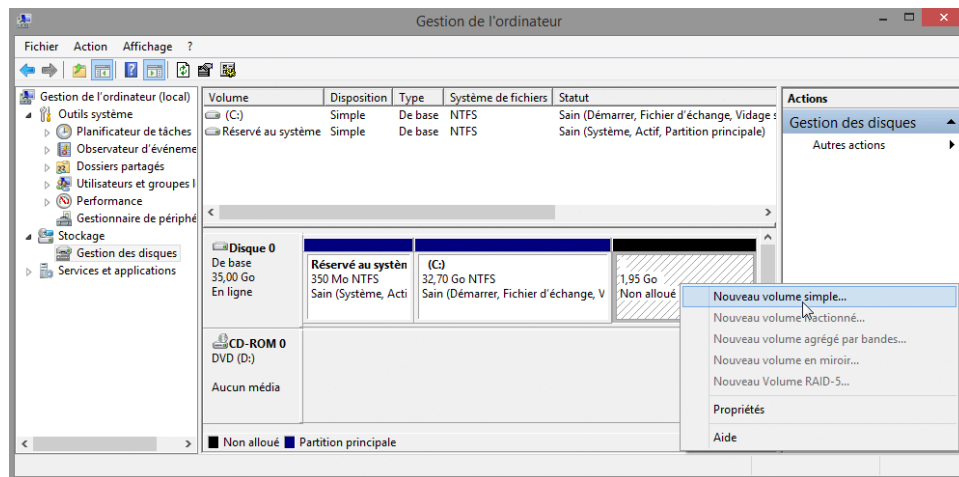 Gestion de l'ordinateur
Fichier Action Affichage ?
Gestion de l'ordinateur (local)
Outils système
Planificateur de tâches
Observateur d'événeme
Dossiers partagés
Utilisateurs et groupes l
Performance
Gestionnaire de périphé
Stockage
Gestion des disques
Services et applications
Volume Disposition Type Système de fichiers Statut
(C:) Simple De base NTFS Sain (Démarrer, Fichier d'échange, Vidage s
Réservé au système Simple De base NTFS Sain (Système, Actif, Partition principale)
Actions
Gestion des disques
Autres actions
Disque 0
De base
35,00 Go
En ligne
Réservé au systèn
350 Mo NTFS
Sain (Système, Acti
(C:)
32,70 Go NTFS
Sain (Démarrer, Fichier d'échange, V
1,95 Go
Non alloué
CD-ROM 0
DVD (D:)
Aucun média
Non alloué Partition principale
Nouveau volume simple...
Nouveau volume fractionné...
Nouveau volume agrégé par bandes...
Nouveau volume en miroir...
Nouveau Volume RAID-5...
Propriétés
Aide